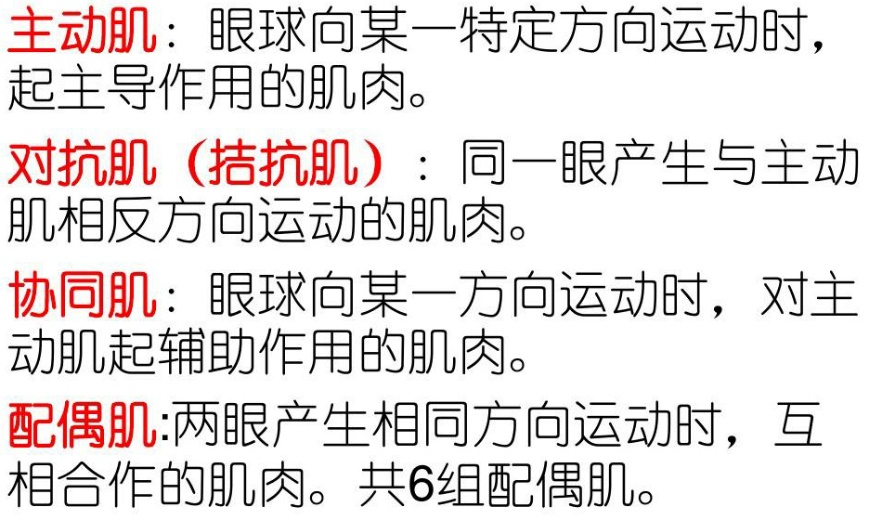 主动肌：眼球向某一特定方向运动时，
起主导作用的肌肉。
对抗肌（拮抗肌）：同一眼产生与主动
肌相反方向运动的肌肉。
协同肌：眼球向某一方向运动时，对主
动肌起辅助作用的肌肉。
配偶肌:两眼产生相同方向运动时，互
相合作的肌肉。共6组配偶肌。